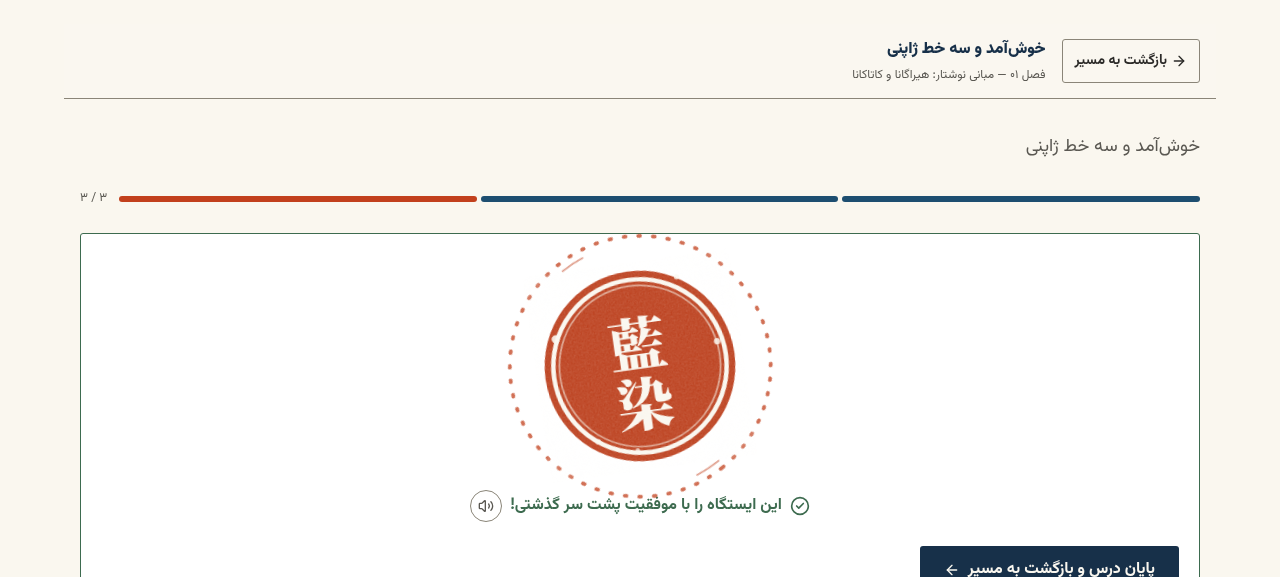 بازگشت به مسیر
خوش‌آمد و سه خط ژاپنی
فصل ۰۱ — مبانی نوشتار: هیراگانا و کاتاکانا
خوش‌آمد و سه خط ژاپنی
۳ / ۳
藍
染
این ایستگاه را با موفقیت پشت سر گذشتی!
پایان درس و بازگشت به مسیر